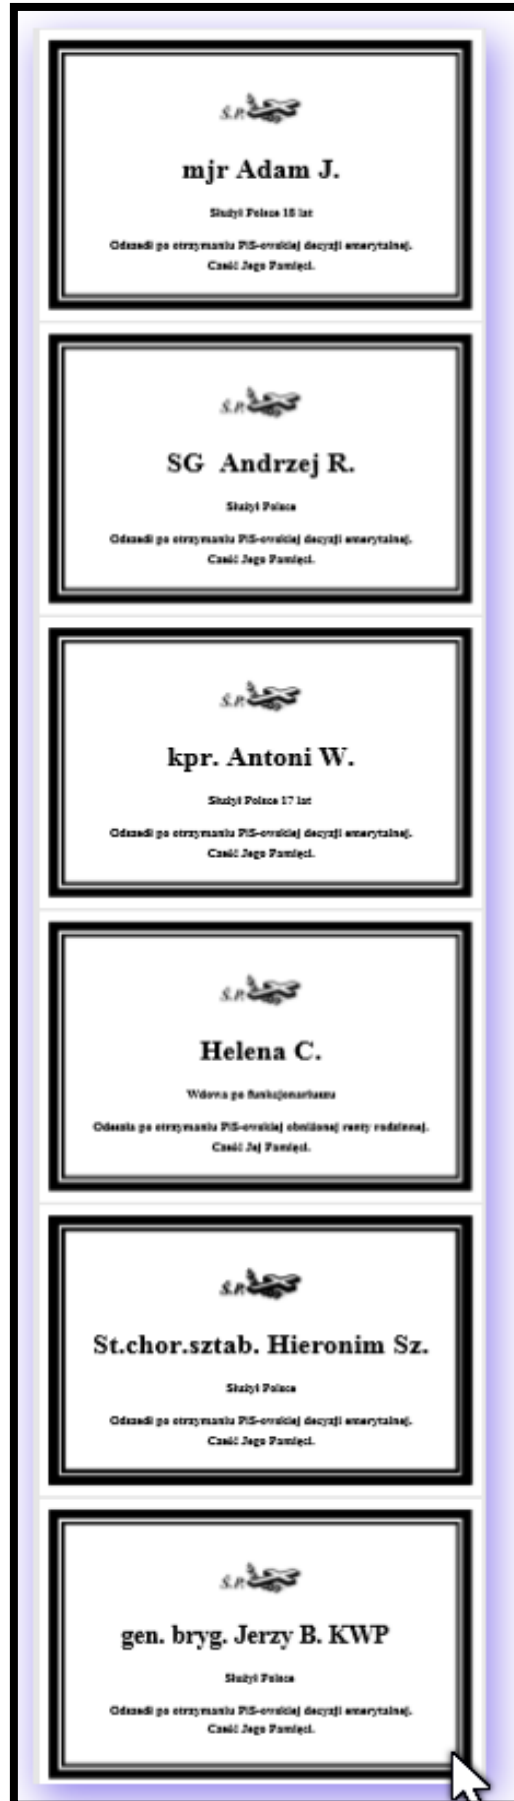 Ś.P.
mjr Adam J.
Służył Polsce 18 lat
Odszedł po otrzymaniu PiS-owskiej decyzji emerytalnej.
Cześć Jego Pamięci.
Ś.P.
SG Andrzej R.
Służył Polsce
Odszedł po otrzymaniu PiS-owskiej decyzji emerytalnej.
Cześć Jego Pamięci.
Ś.P.
kpr. Antoni W.
Służył Polsce 17 lat
Odszedł po otrzymaniu PiS-owskiej decyzji emerytalnej.
Cześć Jego Pamięci.
Ś.P.
Helena C.
Wdowa po funkcjonariuszu
Odeszła po otrzymaniu PiS-owskiej obniżonej renty rodzinnej.
Cześć Jej Pamięci.
Ś.P.
St.chor.sztab. Hieronim Sz.
Służył Polsce
Odszedł po otrzymaniu PiS-owskiej decyzji emerytalnej.
Cześć Jego Pamięci.
Ś.P.
gen. bryg. Jerzy B. KWP
Służył Polsce
Odszedł po otrzymaniu PiS-owskiej decyzji emerytalnej.
Cześć Jego Pamięci.